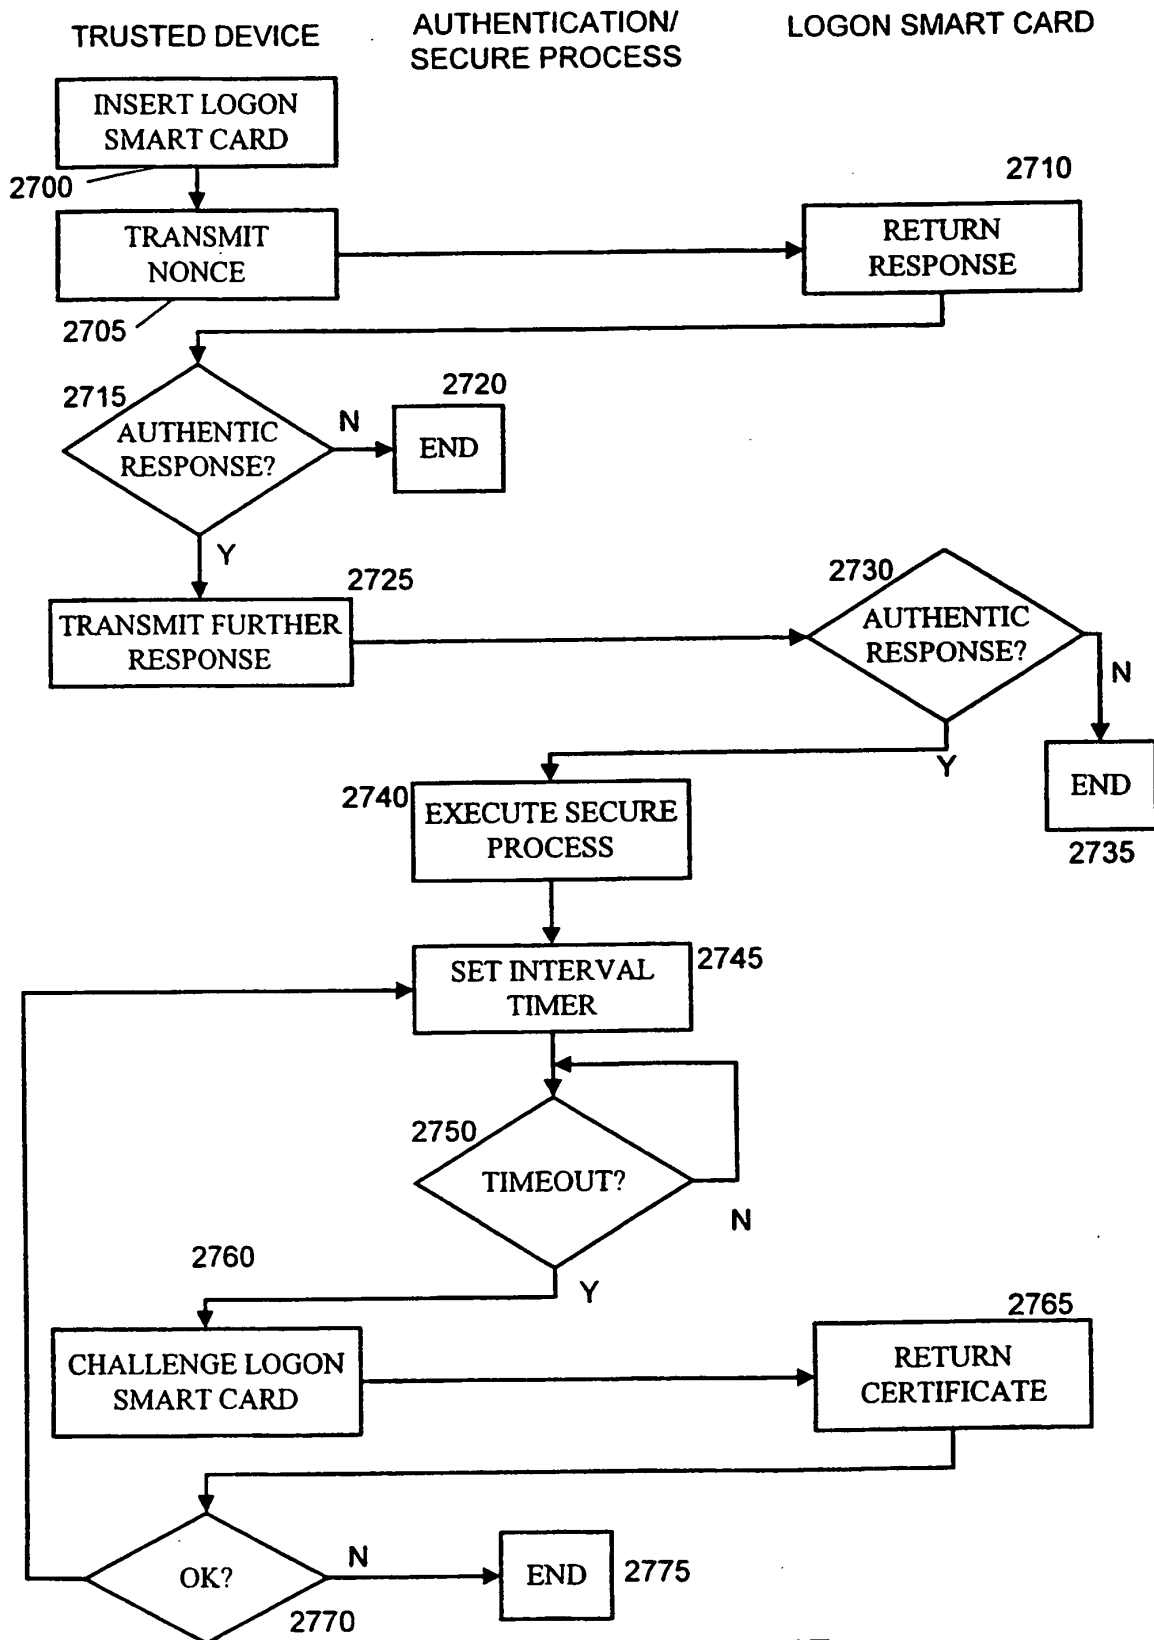 TRUSTED DEVICE
AUTHENTICATION/
SECURE PROCESS
LOGON SMART CARD
INSERT LOGON
SMART CARD
2700
2710
TRANSMIT
NONCE
RETURN
RESPONSE
2705
2715
AUTHENTIC
RESPONSE?
N
2720
END
Y
2725
TRANSMIT FURTHER
RESPONSE
2730
AUTHENTIC
RESPONSE?
N
Y
END
2735
2740
EXECUTE SECURE
PROCESS
SET INTERVAL
TIMER
2745
2750
TIMEOUT?
N
Y
2760
CHALLENGE LOGON
SMART CARD
2765
RETURN
CERTIFICATE
OK?
N
END
2775
2770